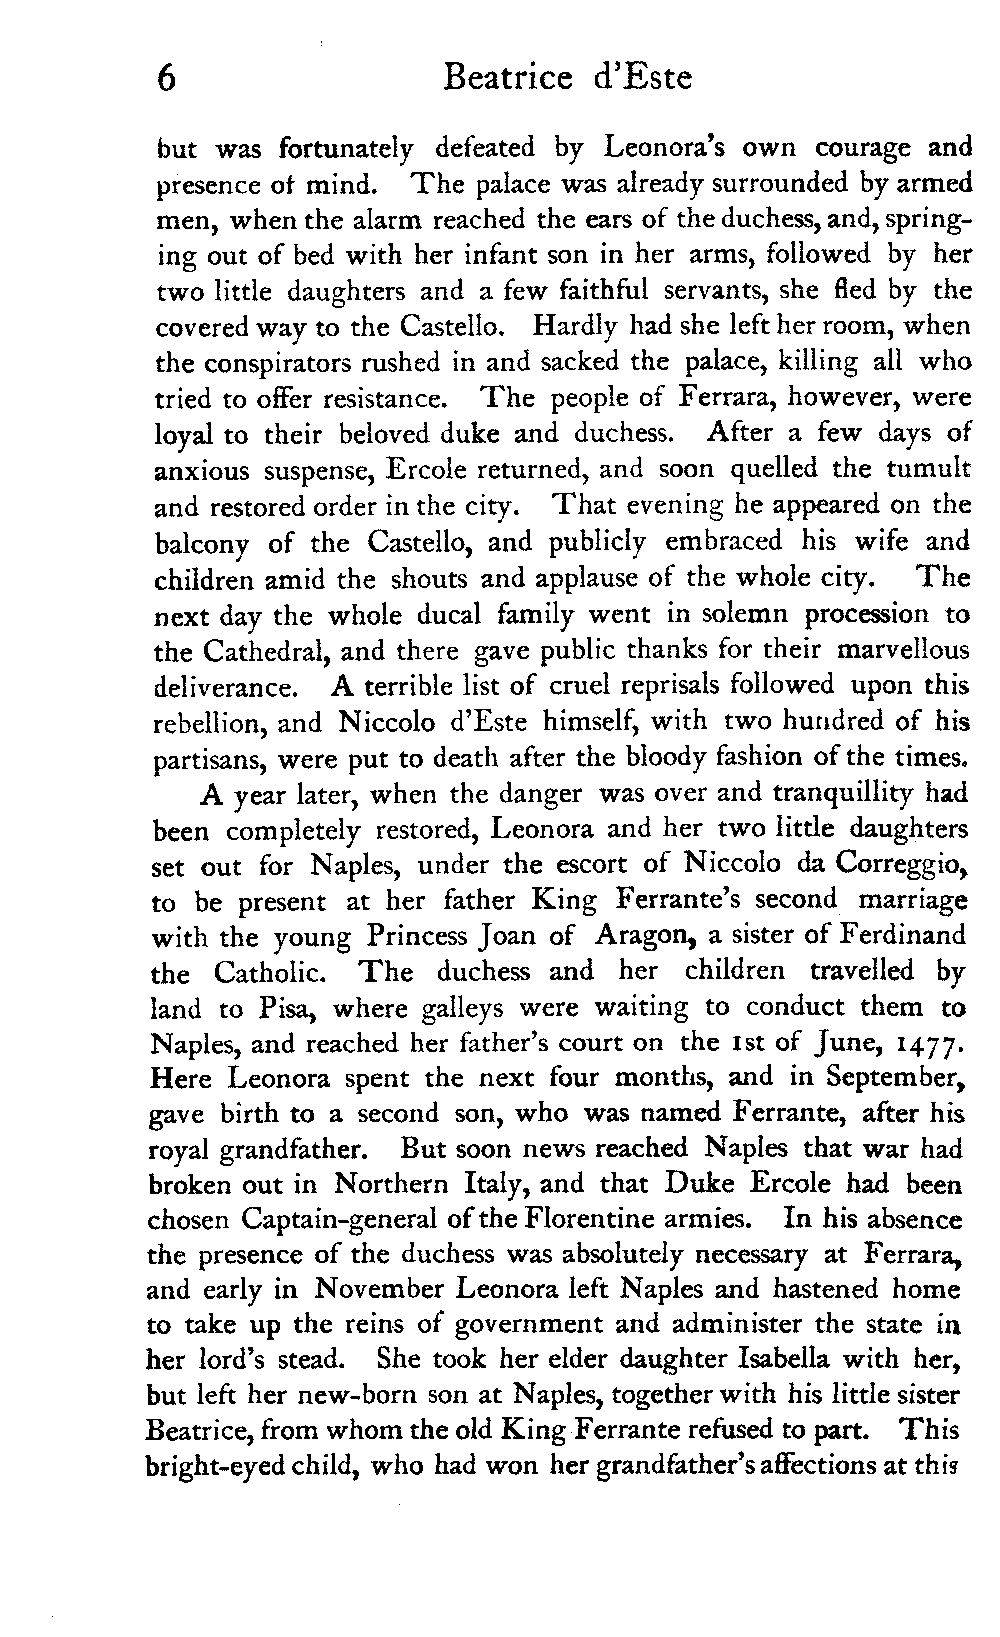 6 Beatrice d'Este
but was fortunately defeated by Leonora's own courage and
presence of mind. The palace was already surrounded by armed
men, when the alarm reached the ears of the duchess, and, spring-
ing out of bed with her infant son in her arms, followed by her
two little daughters and a few faithful servants, she fled by the
covered way to the Castello. Hardly had she left her room, when
the conspirators rushed in and sacked the palace, killing all who
tried to offer resistance. The people of Ferrara, however, were
loyal to their beloved duke and duchess. After a few days of
anxious suspense, Ercole returned, and soon quelled the tumult
and restored order in the city. That evening he appeared on the
balcony of the Castello, and publicly embraced his wife and
children amid the shouts and applause of the whole city. The
next day the whole ducal family went in solemn procession to
the Cathedral, and there gave public thanks for their marvellous
deliverance. A terrible list of cruel reprisals followed upon this
rebellion, and Niccolo d'Este himself, with two hundred of his
partisans, were put to death after the bloody fashion of the times.
A year later, when the danger was over and tranquillity had
been completely restored, Leonora and her two little daughters
set out for Naples, under the escort of Niccolo da Correggio,
to be present at her father King Ferrante's second marriage
with the young Princess Joan of Aragon, a sister of Ferdinand
the Catholic. The duchess and her children travelled by
land to Pisa, where galleys were waiting to conduct them to
Naples, and reached her father's court on the 1st of June, 1477.
Here Leonora spent the next four months, and in September,
gave birth to a second son, who was named Ferrante, after his
royal grandfather. But soon news reached Naples that war had
broken out in Northern Italy, and that Duke Ercole had been
chosen Captain-general of the Florentine armies. In his absence
the presence of the duchess was absolutely necessary at Ferrara,
and early in November Leonora left Naples and hastened home
to take up the reins of government and administer the state in
her lord's stead. She took her elder daughter Isabella with her,
but left her new-born son at Naples, together with his little sister
Beatrice, from whom the old King Ferrante refused to part. This
bright-eyed child, who had won her grandfather's affections at this